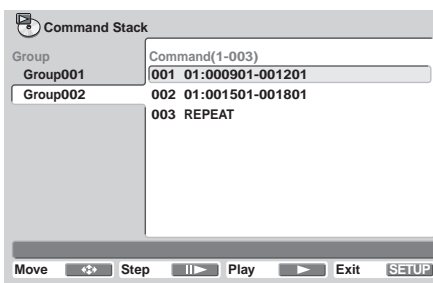 Command Stack
Group
Group001
Group002
Command(1-003)
001 01:000901-001201
002 01:001501-001801
003 REPEAT
Move Step Play Exit SETUP